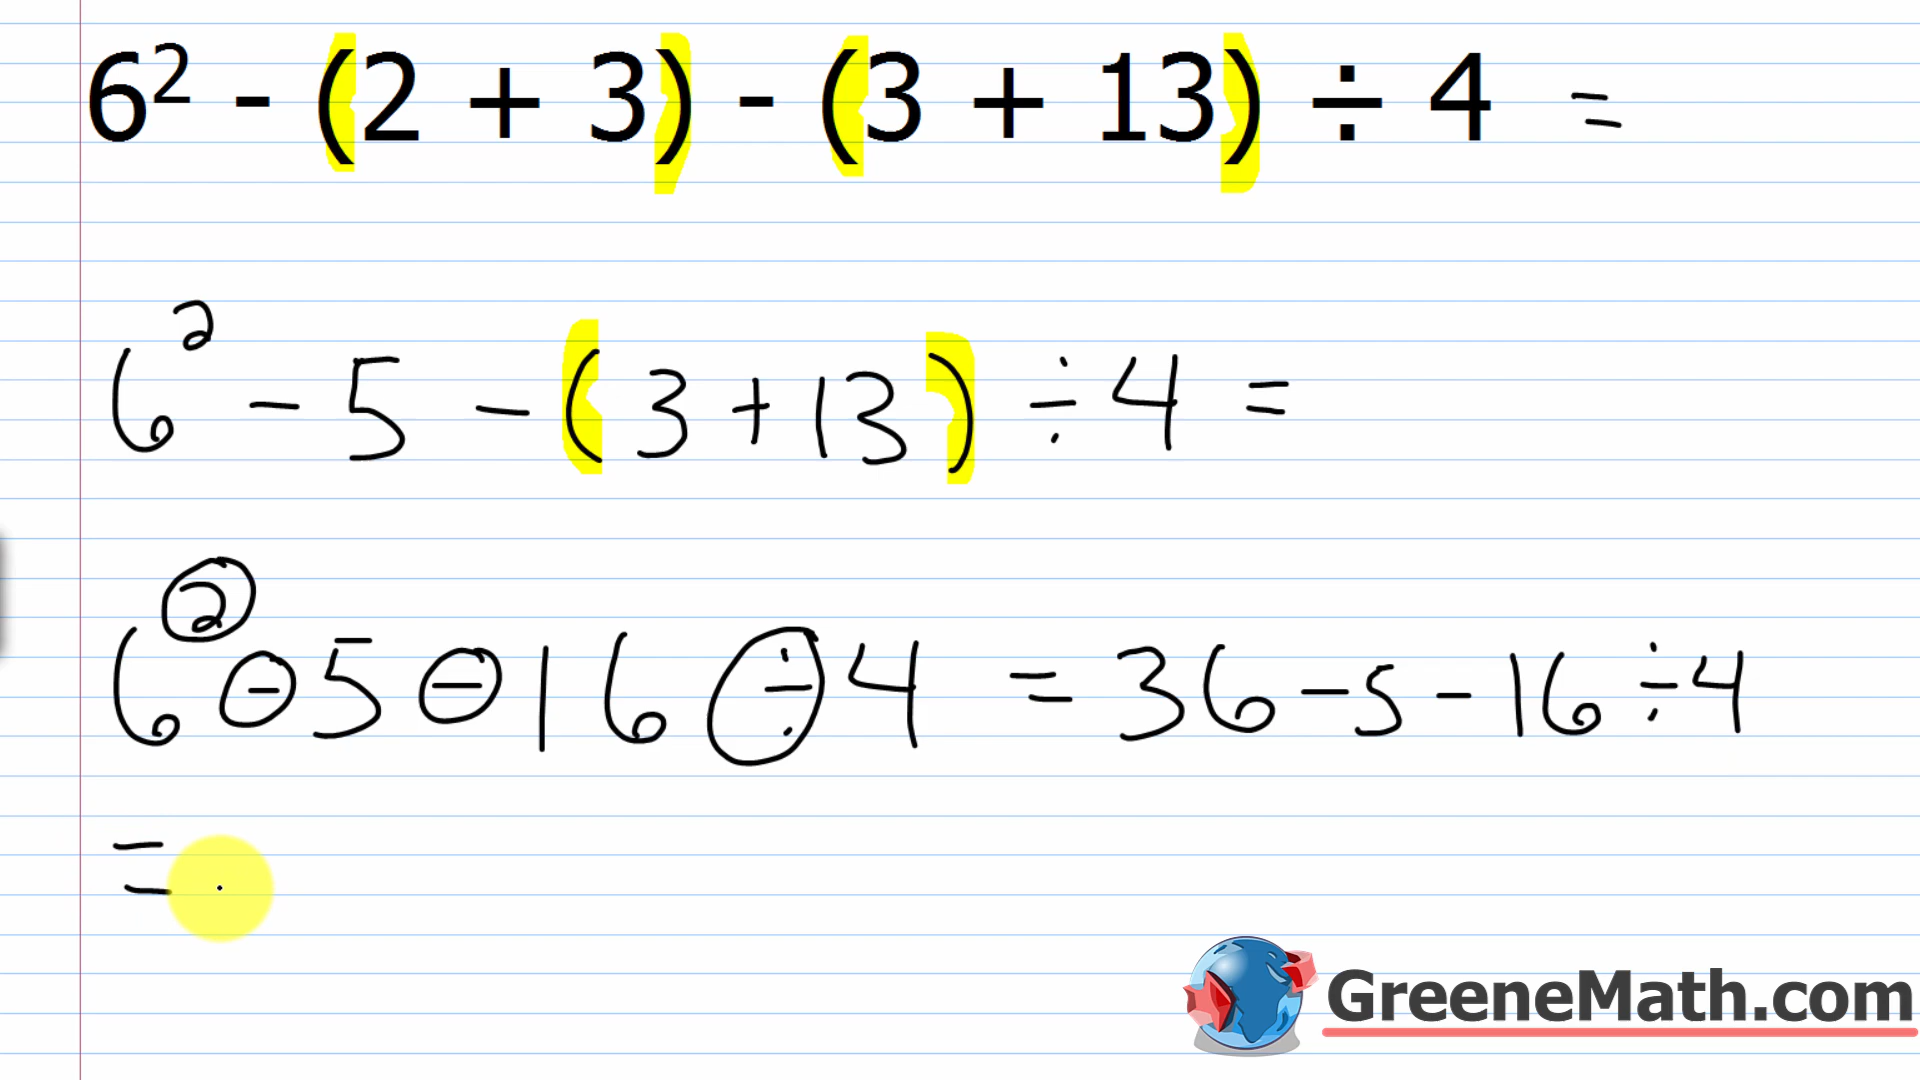 6² - (2 + 3) - (3 + 13) ÷ 4 =
6² - 5 - (3 + 13) ÷ 4 =
6² - 5 - 16 ÷ 4 = 36 - 5 - 16 ÷ 4
=
GreeneMath.com